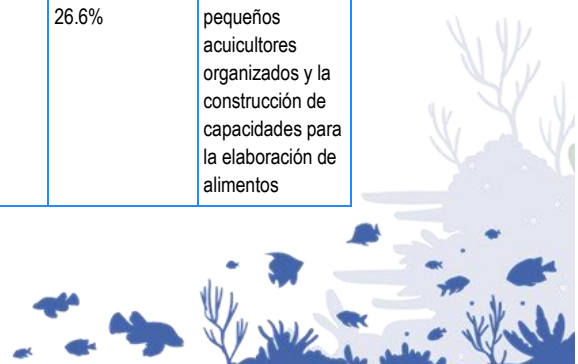 26.6%
pequeños
acuicultores
organizados y la
construcción de
capacidades para
la elaboración de
alimentos